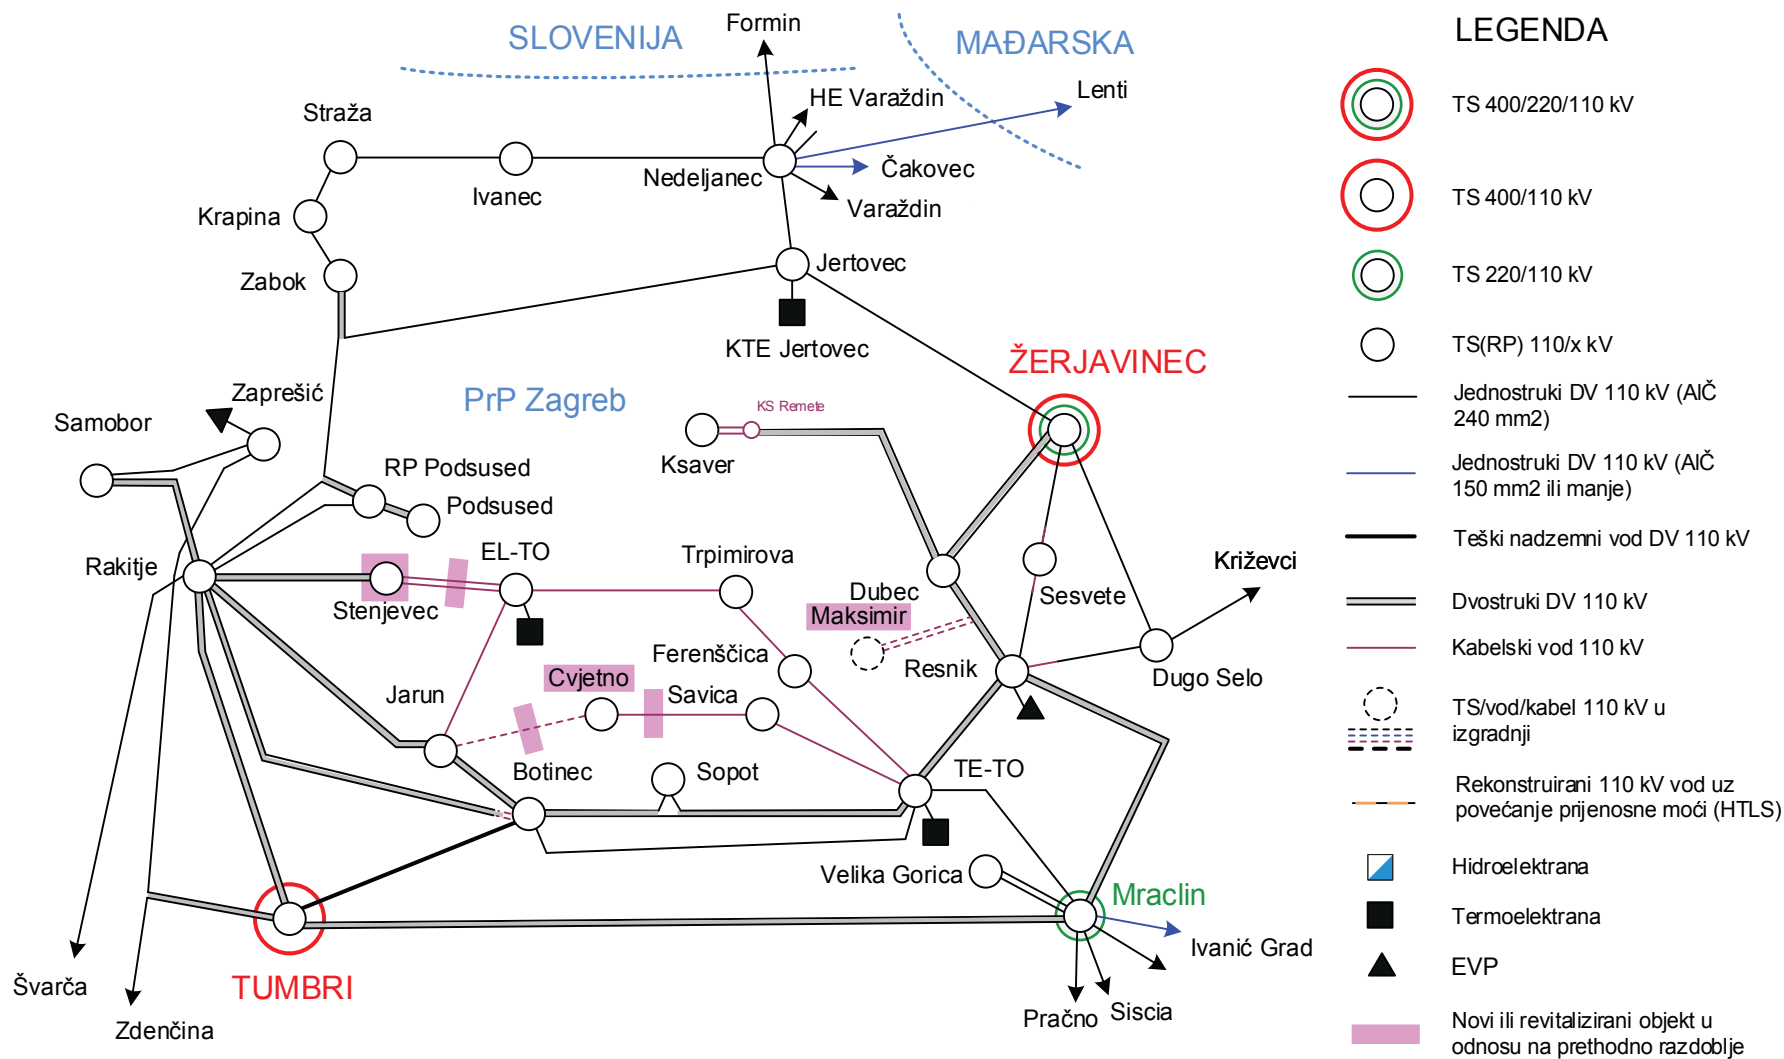 Formin
SLOVENIJA
MAĐARSKA
HE Varaždin
Lenti
Straža
Nedeljanec
Čakovec
Ivanec
Varaždin
Krapina
Zabok
Jertovec
KTE Jertovec
ŽERJAVINEC
Zaprešić
PrP Zagreb
KS Remete
Samobor
Ksaver
RP Podsused
Podsused
EL-TO
Trpimirova
Rakitje
Stenjevec
Dubec
Maksimir
Sesvete
Križevci
Ferenščica
Resnik
Dugo Selo
Jarun
Cvjetno
Savica
Botinec
Sopot
TE-TO
Velika Gorica
Mraclin
Ivanić Grad
Švarča
TUMBRI
Zdenčina
Pračno
Siscia
LEGENDA
TS 400/220/110 kV
TS 400/110 kV
TS 220/110 kV
TS(RP) 110/x kV
Jednostruki DV 110 kV (AlČ
240 mm2)
Jednostruki DV 110 kV (AlČ
150 mm2 ili manje)
Teški nadzemni vod DV 110 kV
Dvostruki DV 110 kV
Kabelski vod 110 kV
TS/vod/kabel 110 kV u
izgradnji
Rekonstruirani 110 kV vod uz
povećanje prijenosne moći (HTLS)
Hidroelektrana
Termoelektrana
EVP
Novi ili revitalizirani objekt u
odnosu na prethodno razdoblje